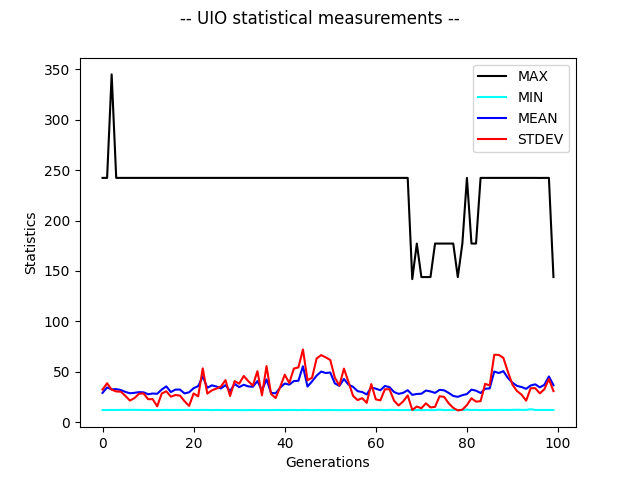 -- UIO statistical measurements --
350
300
250
200
150
100
50
0
Statistics
MAX
MIN
MEAN
STDEV
0 20 40 60 80 100
Generations